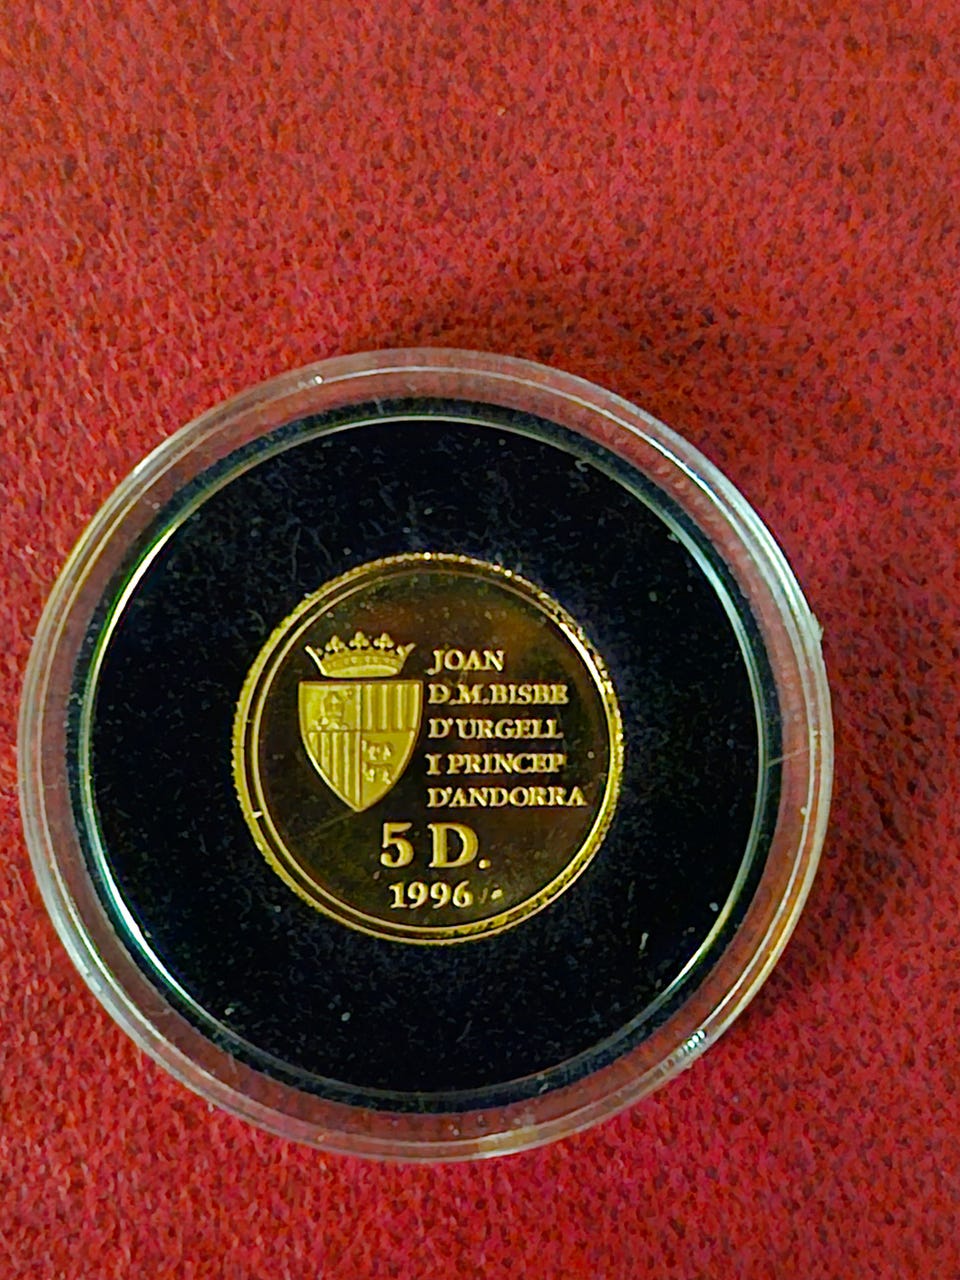 JOAN
D.M.BISBE
D'URGELL
I PRINCEP
D'ANDORRA
5 D.
1996